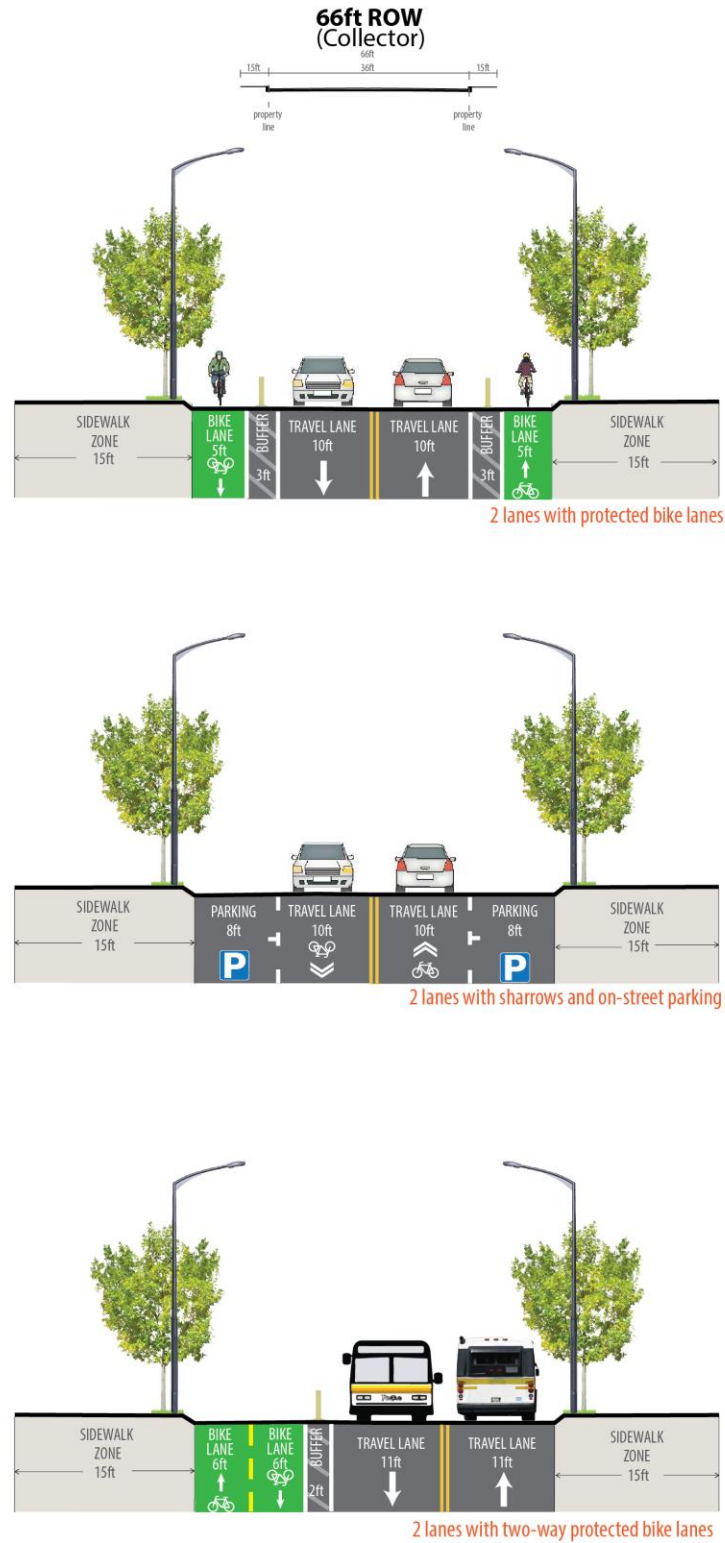 66ft ROW
(Collector)
66ft
15ft 36ft 15ft
property
line
property
line
SIDEWALK
ZONE
15ft
BIKE
LANE
5ft
BUFFER
3ft
TRAVEL LANE
10ft
TRAVEL LANE
10ft
BUFFER
3ft
BIKE
LANE
5ft
SIDEWALK
ZONE
15ft
2 lanes with protected bike lanes
SIDEWALK
ZONE
15ft
PARKING
8ft
P
TRAVEL LANE
10ft
TRAVEL LANE
10ft
PARKING
8ft
P
SIDEWALK
ZONE
15ft
2 lanes with sharrows and on-street parking
SIDEWALK
ZONE
15ft
BIKE
LANE
6ft
BIKE
LANE
6ft
BUFFER
2ft
TRAVEL LANE
11ft
TRAVEL LANE
11ft
SIDEWALK
ZONE
15ft
2 lanes with two-way protected bike lanes